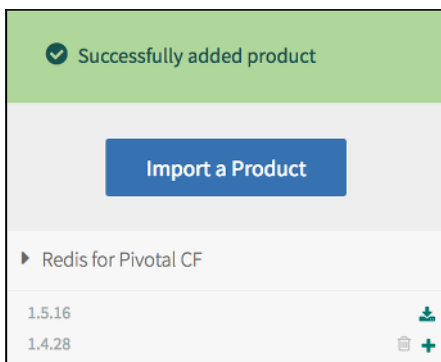 Successfully added product
Import a Product
Redis for Pivotal CF
1.5.16
1.4.28